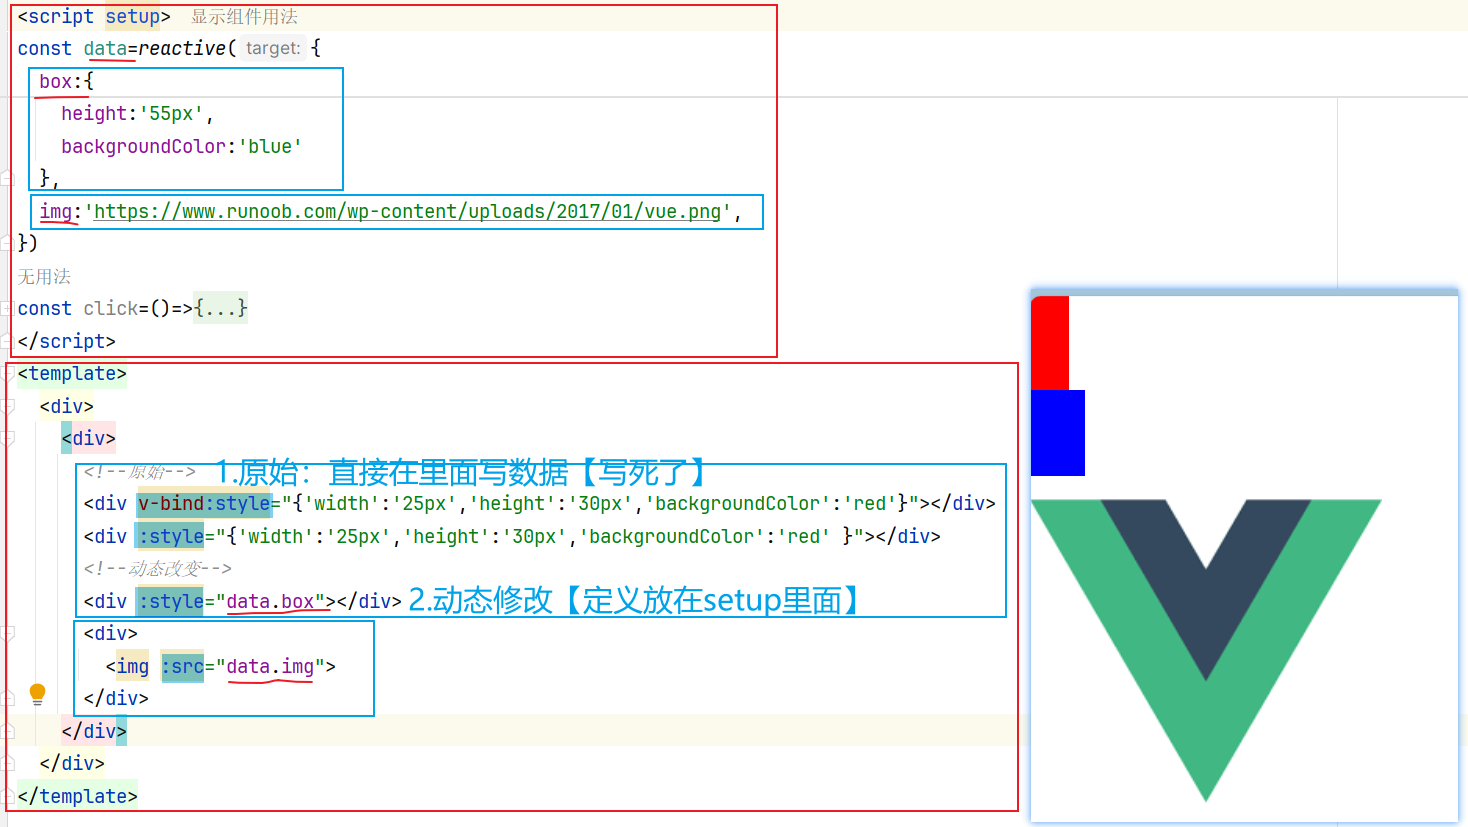 <script setup> 显示组件用法
const data=reactive( target: {
box:{
height:'55px',
backgroundColor:'blue'
},
img:'https://www.runoob.com/wp-content/uploads/2017/01/vue.png',
})
无用法
const click=()=>{...}
</script>
<template>
<div>
<div>
<!--原始--> 1.原始：直接在里面写数据【写死了】
<div v-bind:style="{'width':'25px','height':'30px','backgroundColor':'red'}"></div>
<div :style="{'width':'25px','height':'30px','backgroundColor':'red' }"></div>
<!--动态改变-->
<div :style="data.box"></div> 2.动态修改【定义放在setup里面】
<div>
<img :src="data.img">
</div>
</div>
</div>
</template>